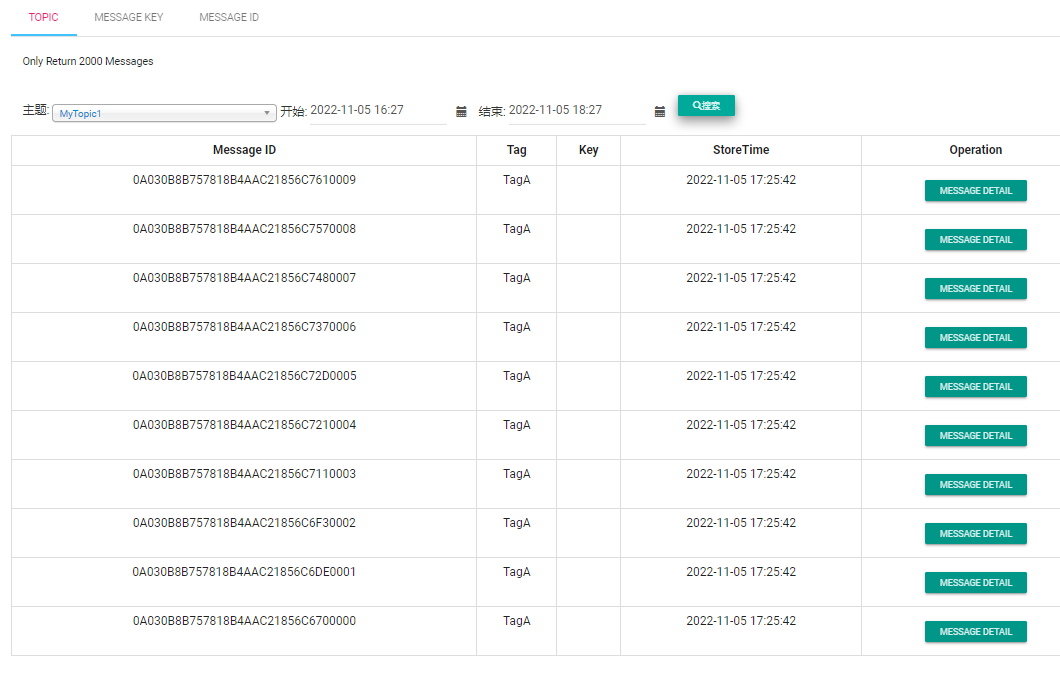 TOPIC MESSAGE KEY MESSAGE ID
Only Return 2000 Messages
主题: MyTopic1 开始: 2022-11-05 16:27 结束: 2022-11-05 18:27 搜索
Message ID Tag Key StoreTime Operation
0A030B8B757818B4AAC21856C7610009 TagA 2022-11-05 17:25:42 MESSAGE DETAIL
0A030B8B757818B4AAC21856C7570008 TagA 2022-11-05 17:25:42 MESSAGE DETAIL
0A030B8B757818B4AAC21856C7480007 TagA 2022-11-05 17:25:42 MESSAGE DETAIL
0A030B8B757818B4AAC21856C7370006 TagA 2022-11-05 17:25:42 MESSAGE DETAIL
0A030B8B757818B4AAC21856C72D0005 TagA 2022-11-05 17:25:42 MESSAGE DETAIL
0A030B8B757818B4AAC21856C7210004 TagA 2022-11-05 17:25:42 MESSAGE DETAIL
0A030B8B757818B4AAC21856C7110003 TagA 2022-11-05 17:25:42 MESSAGE DETAIL
0A030B8B757818B4AAC21856C6F30002 TagA 2022-11-05 17:25:42 MESSAGE DETAIL
0A030B8B757818B4AAC21856C6DE0001 TagA 2022-11-05 17:25:42 MESSAGE DETAIL
0A030B8B757818B4AAC21856C6700000 TagA 2022-11-05 17:25:42 MESSAGE DETAIL